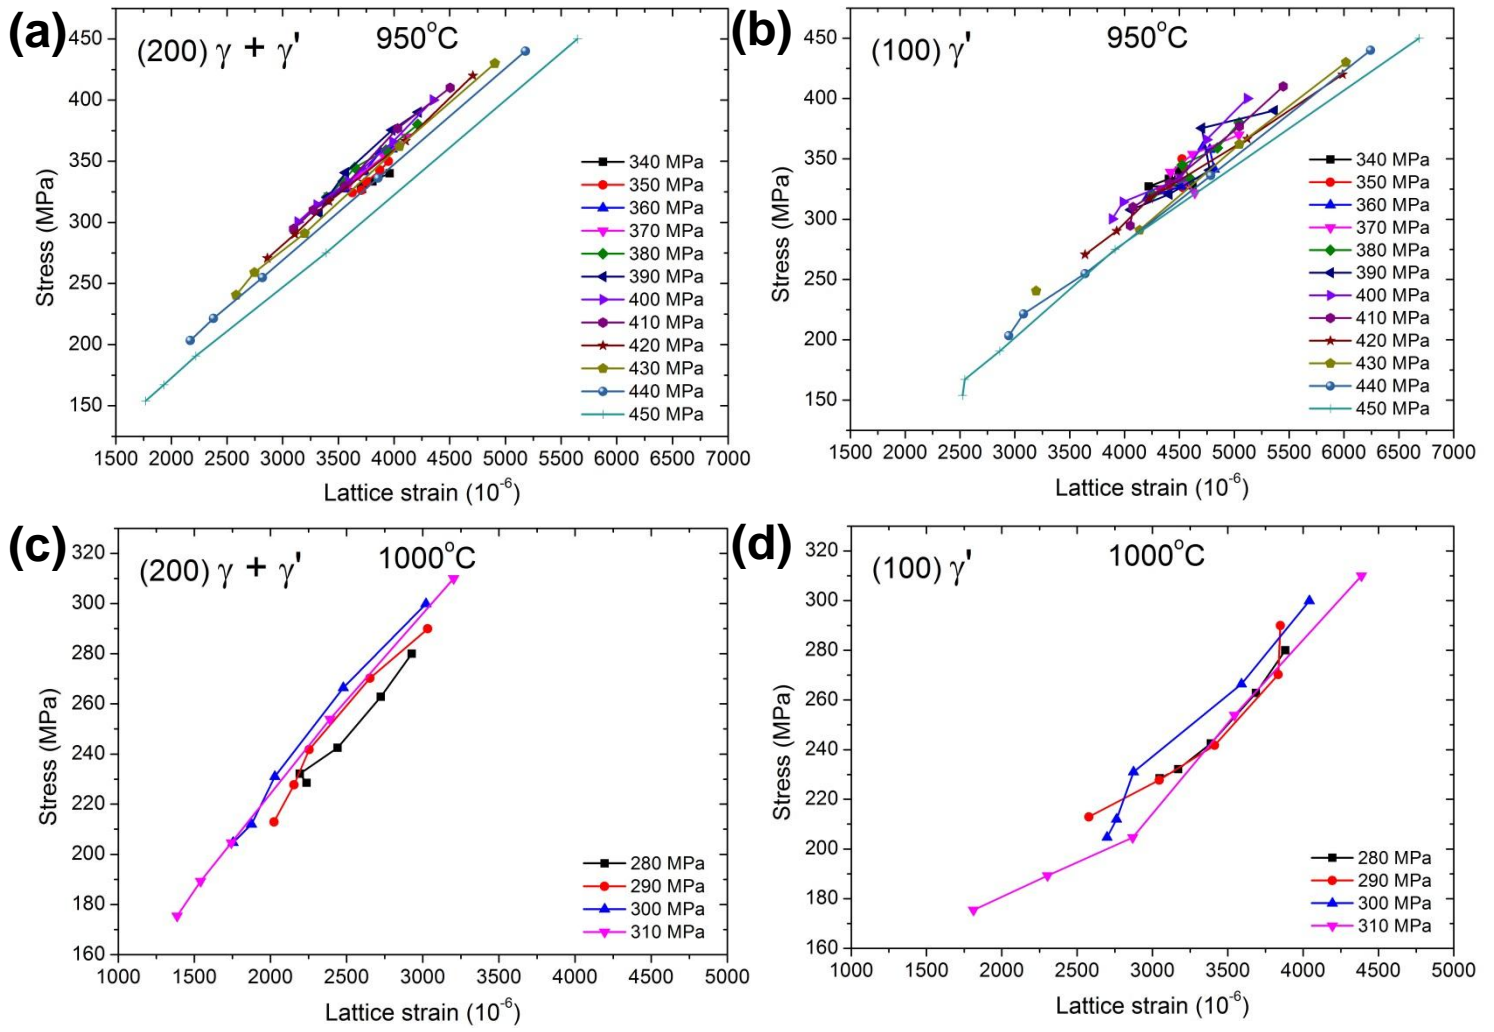 (a)
(200) γ + γ'
950°C
Stress (MPa)
450
400
350
300
250
200
150
340 MPa
350 MPa
360 MPa
370 MPa
380 MPa
390 MPa
400 MPa
410 MPa
420 MPa
430 MPa
440 MPa
450 MPa
1500 2000 2500 3000 3500 4000 4500 5000 5500 6000 6500 7000
Lattice strain (10⁻⁶)
(b)
(100) γ'
950°C
Stress (MPa)
450
400
350
300
250
200
150
340 MPa
350 MPa
360 MPa
370 MPa
380 MPa
390 MPa
400 MPa
410 MPa
420 MPa
430 MPa
440 MPa
450 MPa
1500 2000 2500 3000 3500 4000 4500 5000 5500 6000 6500 7000
Lattice strain (10⁻⁶)
(c)
(200) γ + γ'
1000°C
Stress (MPa)
320
300
280
260
240
220
200
180
160
280 MPa
290 MPa
300 MPa
310 MPa
1000 1500 2000 2500 3000 3500 4000 4500 5000
Lattice strain (10⁻⁶)
(d)
(100) γ'
1000°C
Stress (MPa)
320
300
280
260
240
220
200
180
160
280 MPa
290 MPa
300 MPa
310 MPa
1000 1500 2000 2500 3000 3500 4000 4500 5000
Lattice strain (10⁻⁶)